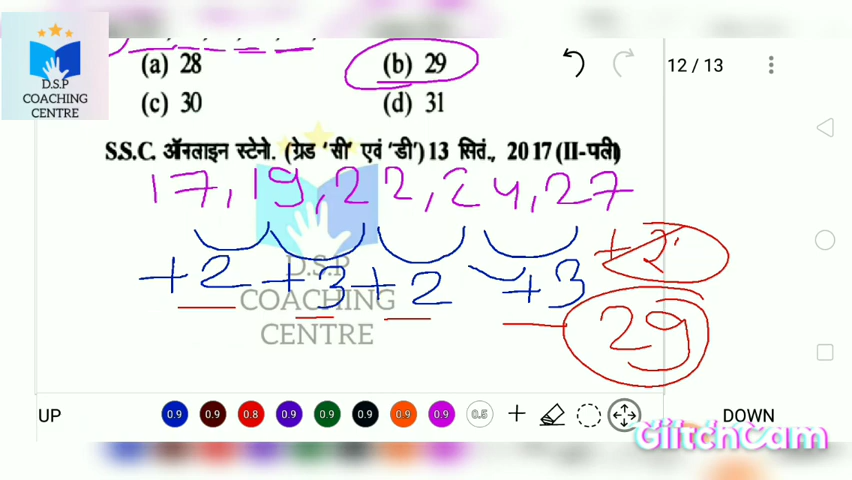 D.S.P
COACHING
CENTRE
(a) 28
(b) 29
12 / 13
(c) 30
(d) 31
S.S.C. ऑनलाइन स्टेनो. (ग्रेड 'सी' एवं 'डी') 13 सितं., 2017 (II-पाली)
17, 19, 22, 24, 27
+2 +3 +2 +3
+2
D.S.P
COACHING
CENTRE
29
UP
0.9 0.9 0.8 0.9 0.9 0.9 0.9 0.9 0.5
DOWN
GlitchCam